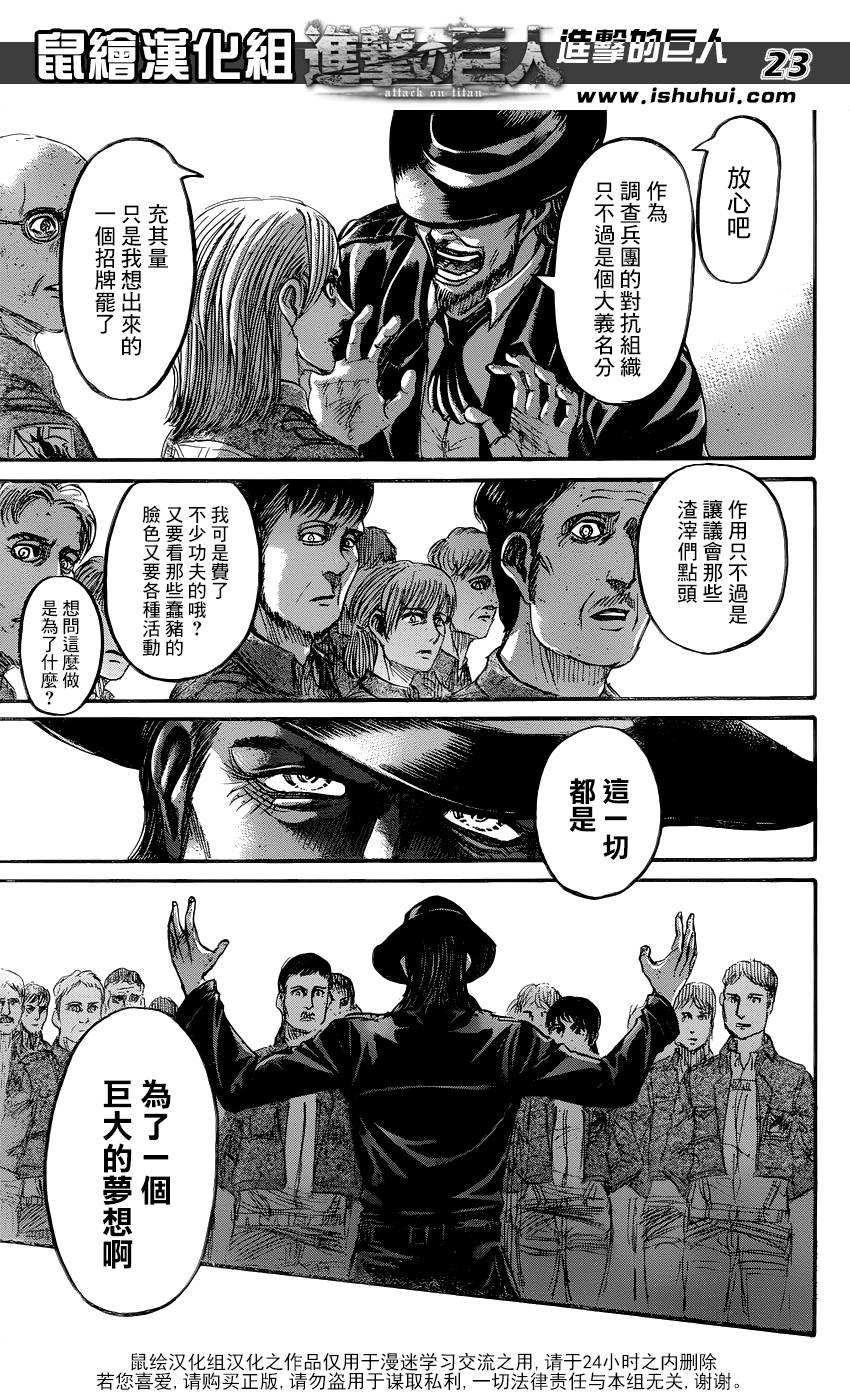 鼠繪漢化組
進撃の巨人
attack on titan
進擊的巨人
23
www.ishuhui.com
放心吧
作為
調查兵團的對抗組織
只不過是個大義名分
充其量
只是我想出來的
一個招牌罷了
作用只不過是
讓議會那些
渣滓們點頭
我可是費了
不少功夫的哦?
又要看那些蠢豬的
臉色又要各種活動
想問這麼做
是為了什麼?
這一切
都是
為了一個
巨大的夢想啊
鼠绘汉化组汉化之作品仅用于漫迷学习交流之用, 请于24小时之内删除
若您喜爱, 请购买正版, 请勿盗用于谋取私利, 一切法律责任与本组无关, 谢谢。